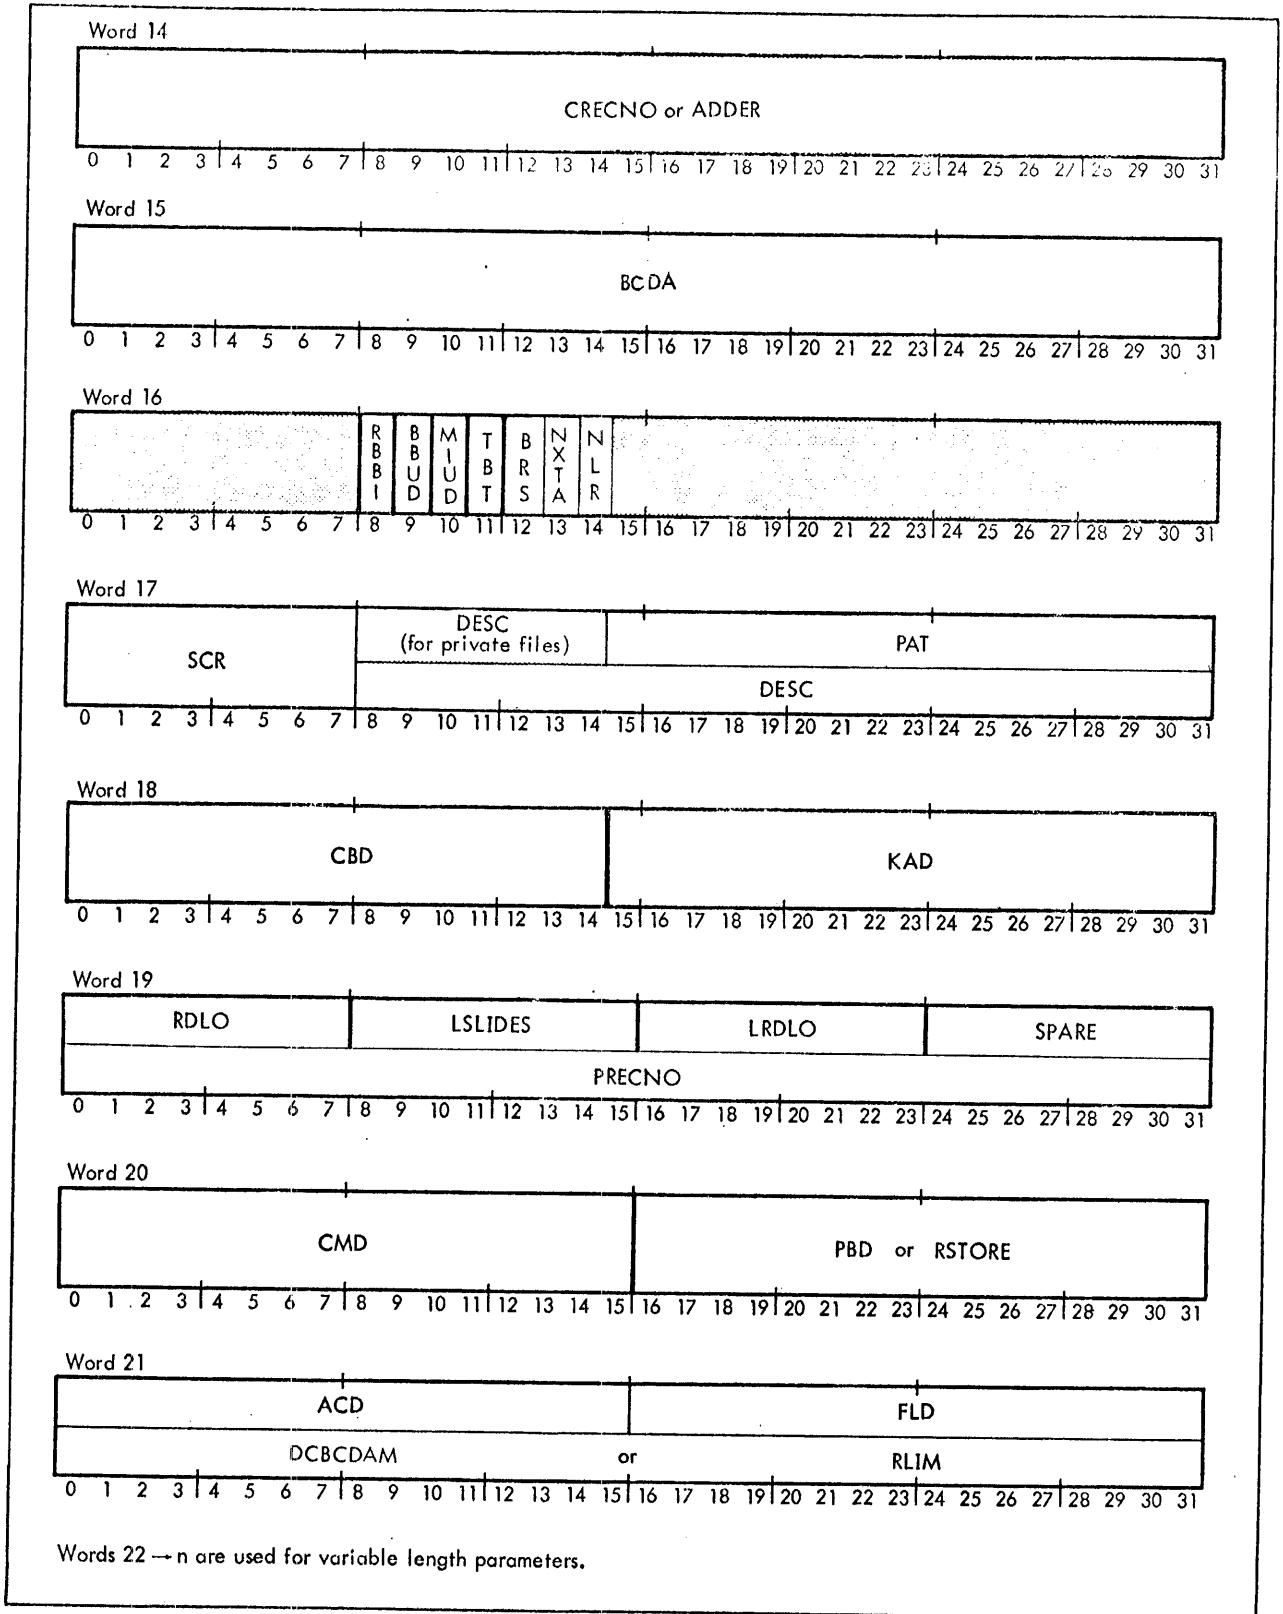 Word 14
CRECNO or ADDER
0 1 2 3 4 5 6 7 8 9 10 11 12 13 14 15 16 17 18 19 20 21 22 23 24 25 26 27 28 29 30 31
Word 15
BCDA
0 1 2 3 4 5 6 7 8 9 10 11 12 13 14 15 16 17 18 19 20 21 22 23 24 25 26 27 28 29 30 31
Word 16
RBBI BBUD MIUD TBT BRS NXTA NLR
0 1 2 3 4 5 6 7 8 9 10 11 12 13 14 15 16 17 18 19 20 21 22 23 24 25 26 27 28 29 30 31
Word 17
SCR
DESC
(for private files)
PAT
DESC
0 1 2 3 4 5 6 7 8 9 10 11 12 13 14 15 16 17 18 19 20 21 22 23 24 25 26 27 28 29 30 31
Word 18
CBD KAD
0 1 2 3 4 5 6 7 8 9 10 11 12 13 14 15 16 17 18 19 20 21 22 23 24 25 26 27 28 29 30 31
Word 19
RDLO LSLIDES LRDLO SPARE
PRECNO
0 1 2 3 4 5 6 7 8 9 10 11 12 13 14 15 16 17 18 19 20 21 22 23 24 25 26 27 28 29 30 31
Word 20
CMD PBD or RSTORE
0 1 2 3 4 5 6 7 8 9 10 11 12 13 14 15 16 17 18 19 20 21 22 23 24 25 26 27 28 29 30 31
Word 21
ACD FLD
DCBCDAM or RLIM
0 1 2 3 4 5 6 7 8 9 10 11 12 13 14 15 16 17 18 19 20 21 22 23 24 25 26 27 28 29 30 31
Words 22 → n are used for variable length parameters.